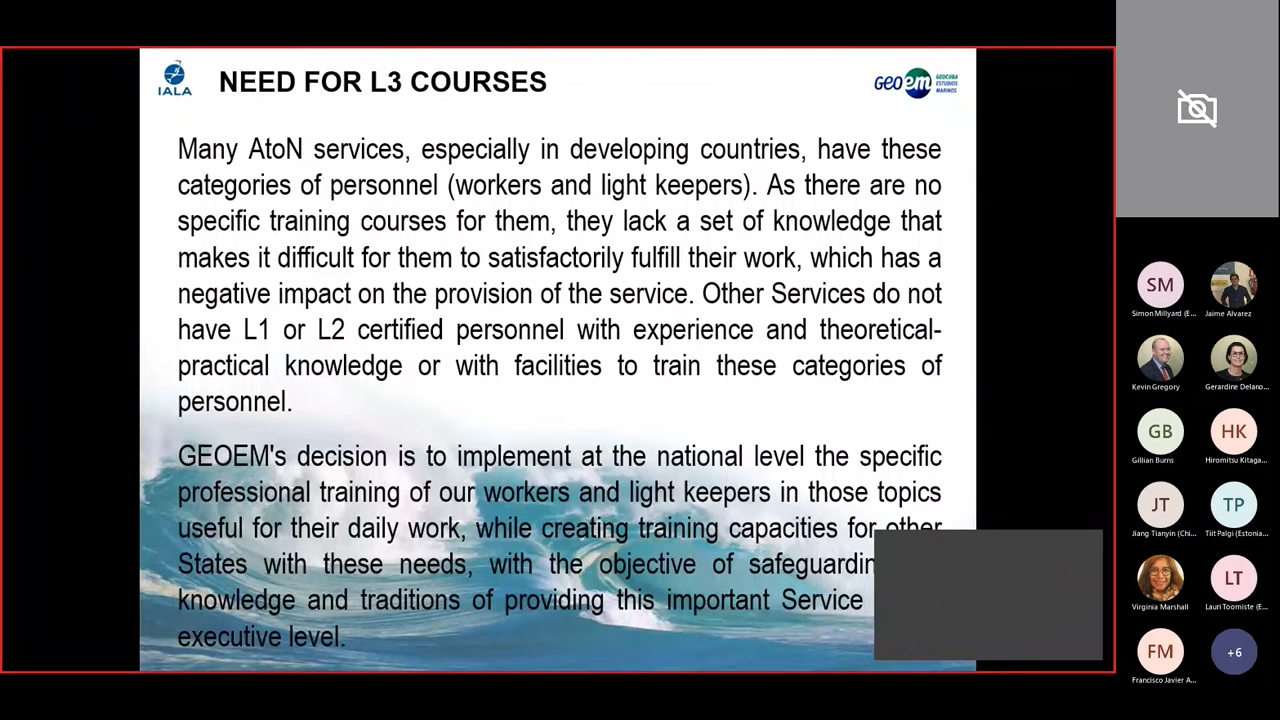 IALA
NEED FOR L3 COURSES
GEOem GEOCUBA
ESTUDIOS
MARINOS
Many AtoN services, especially in developing countries, have these
categories of personnel (workers and light keepers). As there are no
specific training courses for them, they lack a set of knowledge that
makes it difficult for them to satisfactorily fulfill their work, which has a
negative impact on the provision of the service. Other Services do not
have L1 or L2 certified personnel with experience and theoretical-
practical knowledge or with facilities to train these categories of
personnel.
GEOEM's decision is to implement at the national level the specific
professional training of our workers and light keepers in those topics
useful for their daily work, while creating training capacities for other
States with these needs, with the objective of
knowledge and traditions of providing this important Service
executive level.
SM
Simon Millyard (E...
Jaime Alvarez
Kevin Gregory
Gerardine Delano...
GB
Gillian Burns
HK
Hiromitsu Kitaga...
JT
Jiang Tianyin (Chi...
TP
Tiit Palgi (Estonia...
Virginia Marshall
LT
Lauri Toomiste (E...
FM
Francisco Javier A...
+6